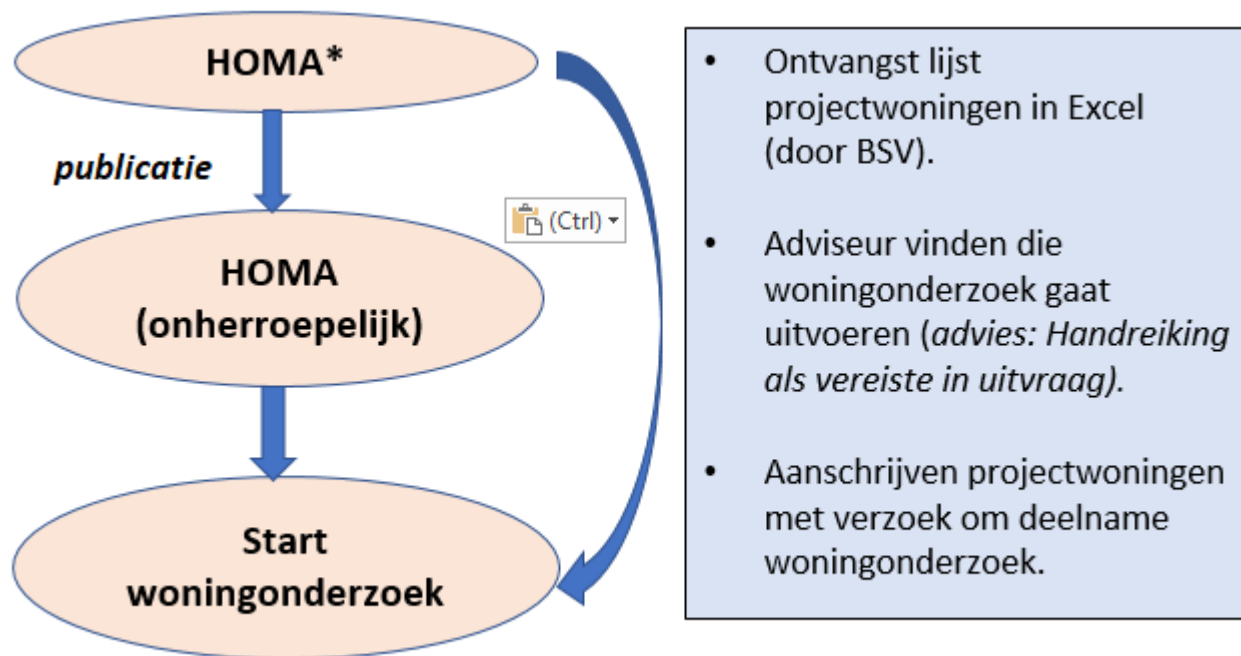 HOMA*
publicatie
HOMA
(onherroepelijk)
Start
woningonderzoek
(Ctrl)
• Ontvangst lijst
projectwoningen in Excel
(door BSV).
• Adviseur vinden die
woningonderzoek gaat
uitvoeren (advies: Handreiking
als vereiste in uitvraag).
• Aanschrijven projectwoningen
met verzoek om deelname
woningonderzoek.